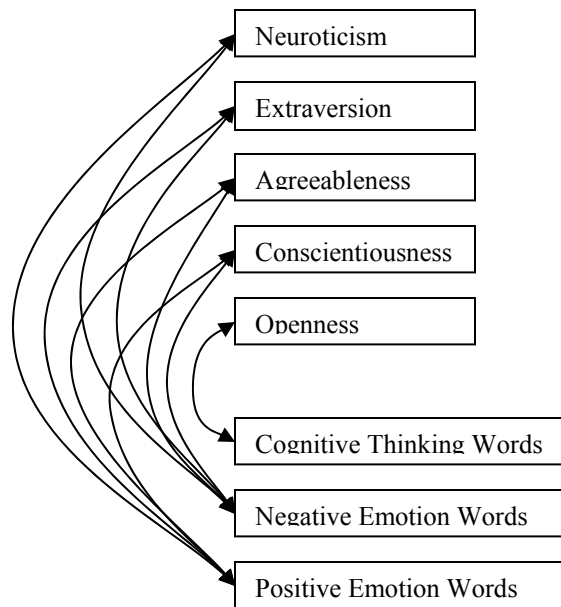 Neuroticism
Extraversion
Agreeableness
Conscientiousness
Openness
Cognitive Thinking Words
Negative Emotion Words
Positive Emotion Words